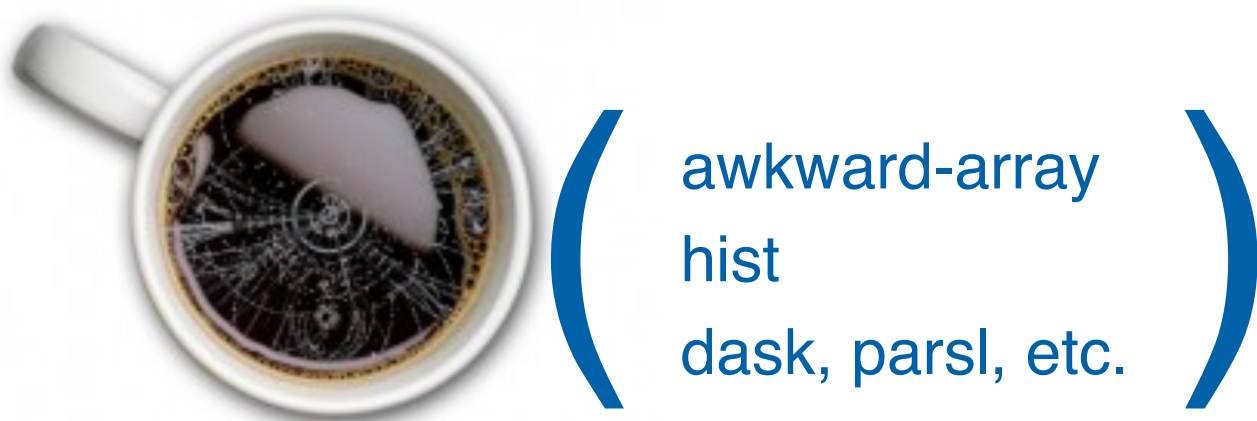 (
awkward-array
hist
dask, parsl, etc.
)